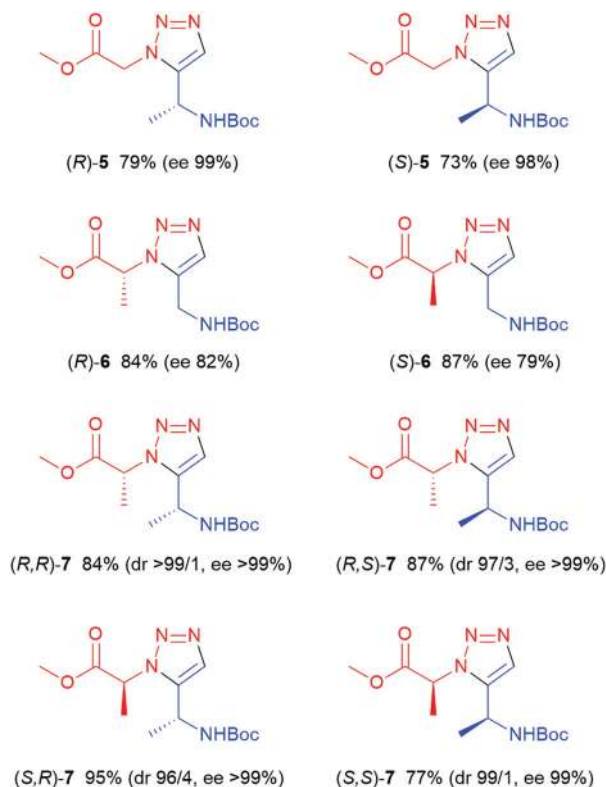 O
O
N=N
N
NHBoc
(R)-5 79% (ee 99%)
O
O
N=N
N
NHBoc
(S)-5 73% (ee 98%)
O
O
N=N
N
NHBoc
(R)-6 84% (ee 82%)
O
O
N=N
N
NHBoc
(S)-6 87% (ee 79%)
O
O
N=N
N
NHBoc
(R,R)-7 84% (dr >99/1, ee >99%)
O
O
N=N
N
NHBoc
(R,S)-7 87% (dr 97/3, ee >99%)
O
O
N=N
N
NHBoc
(S,R)-7 95% (dr 96/4, ee >99%)
O
O
N=N
N
NHBoc
(S,S)-7 77% (dr 99/1, ee 99%)